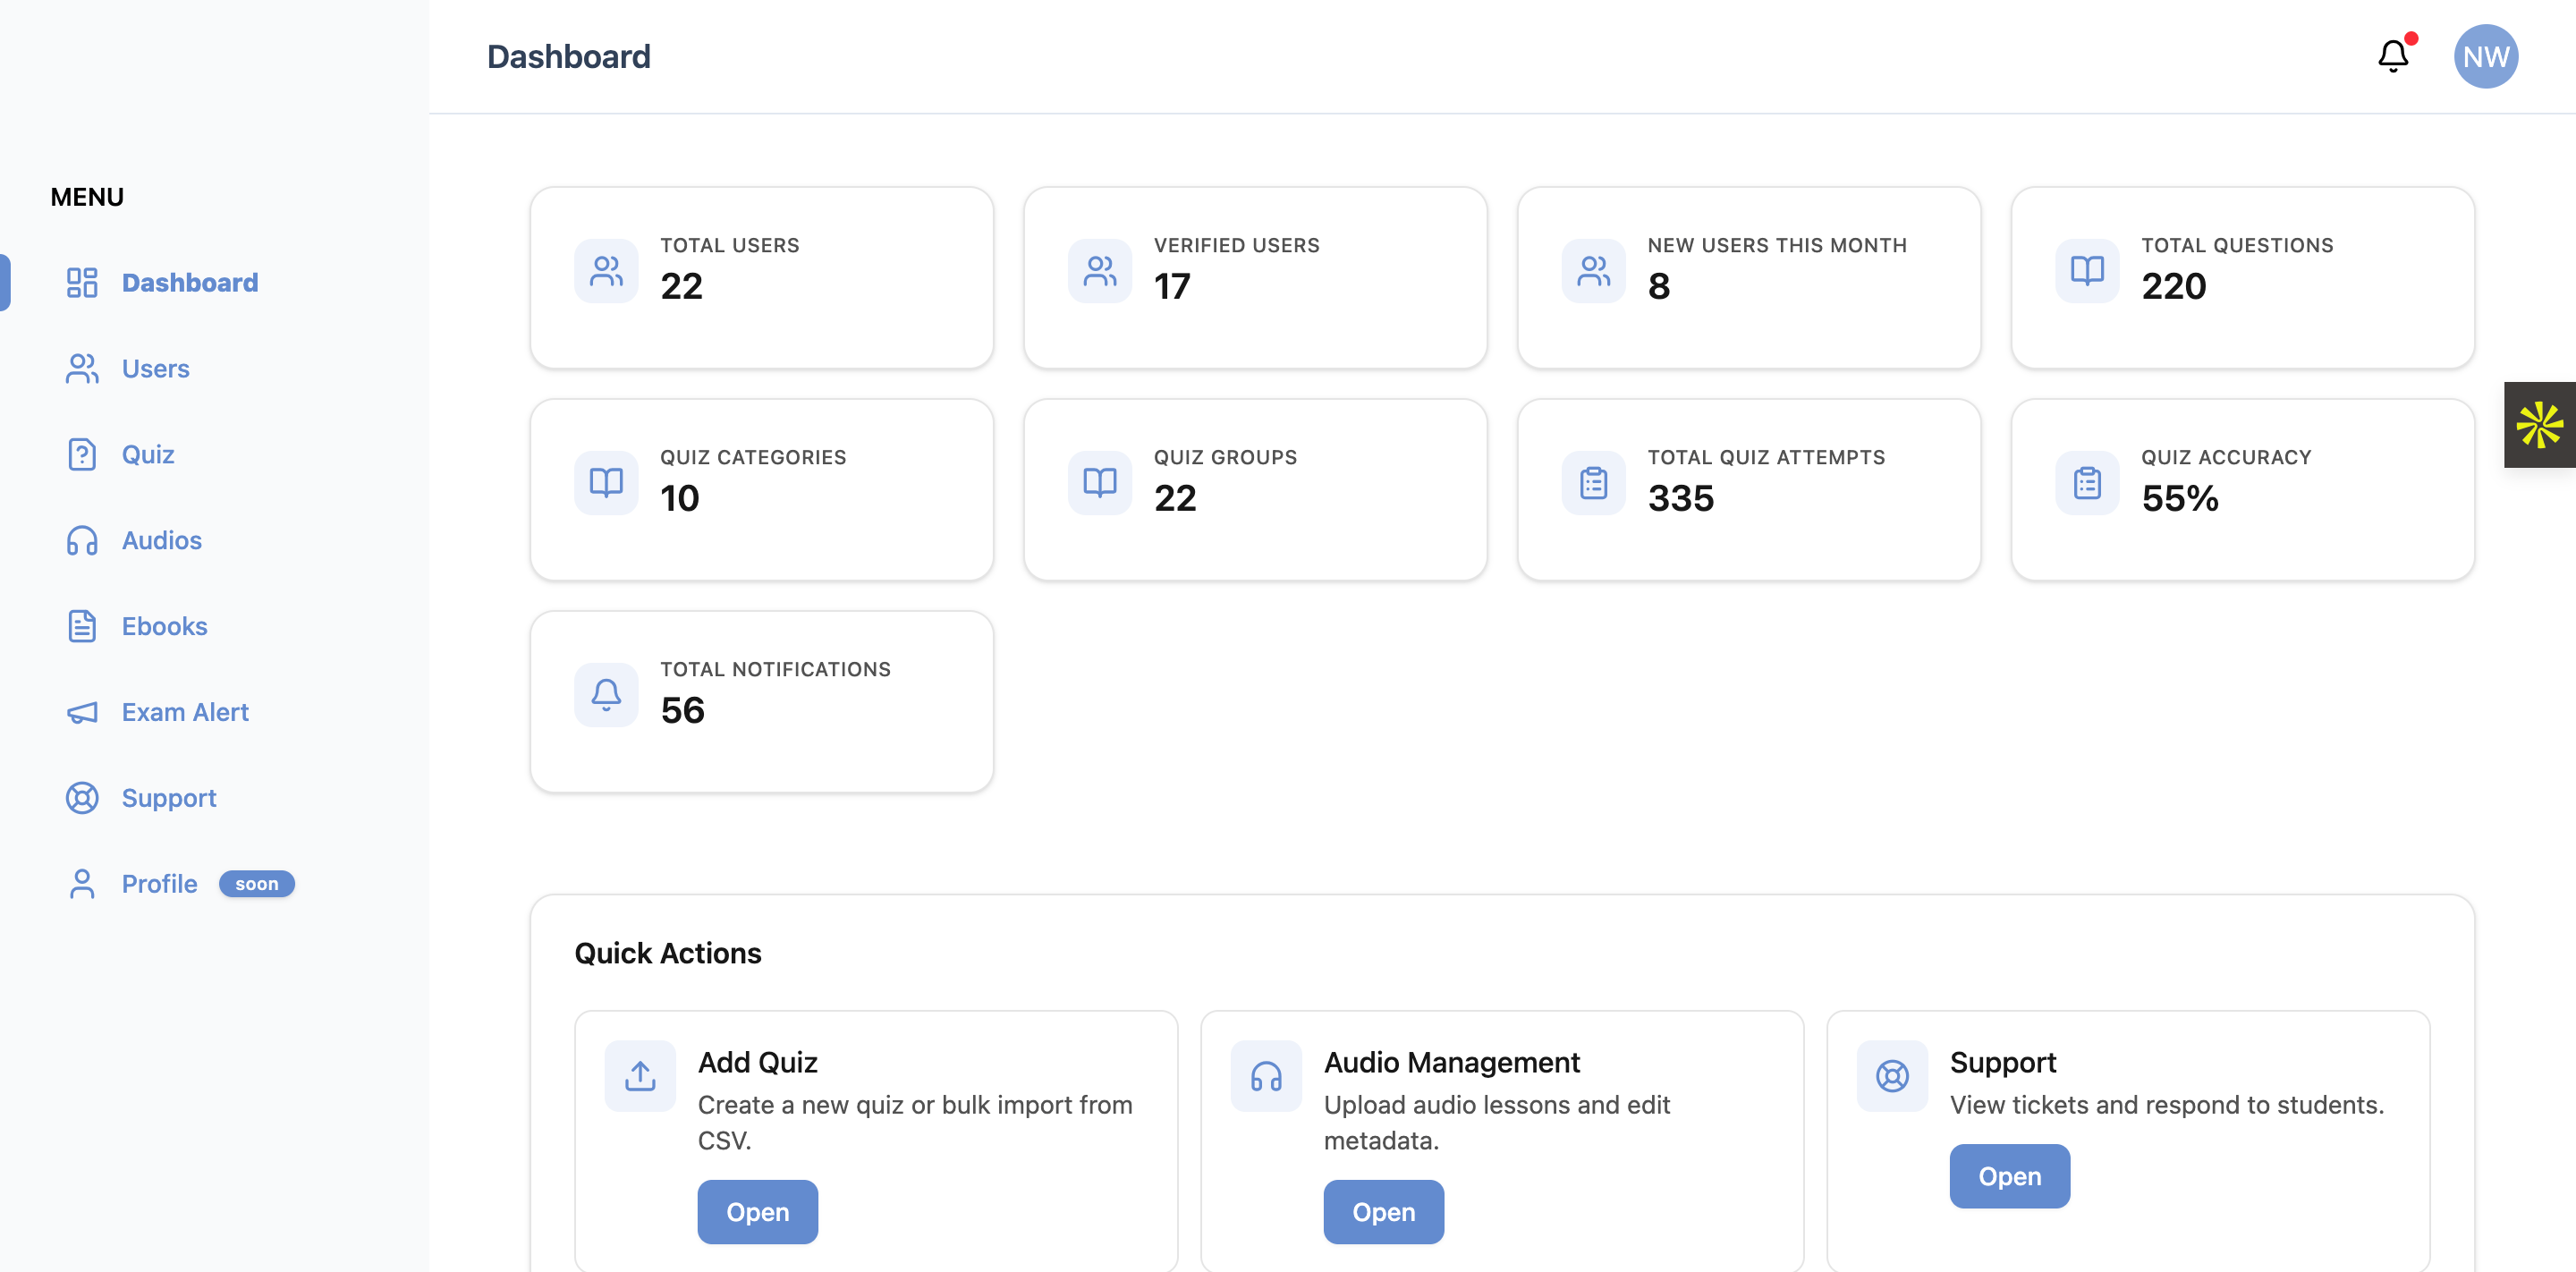 Dashboard
NW
MENU
Dashboard
Users
Quiz
Audios
Ebooks
Exam Alert
Support
Profile soon
TOTAL USERS
22
VERIFIED USERS
17
NEW USERS THIS MONTH
8
TOTAL QUESTIONS
220
QUIZ CATEGORIES
10
QUIZ GROUPS
22
TOTAL QUIZ ATTEMPTS
335
QUIZ ACCURACY
55%
TOTAL NOTIFICATIONS
56
Quick Actions
Add Quiz
Create a new quiz or bulk import from
CSV.
Open
Audio Management
Upload audio lessons and edit
metadata.
Open
Support
View tickets and respond to students.
Open